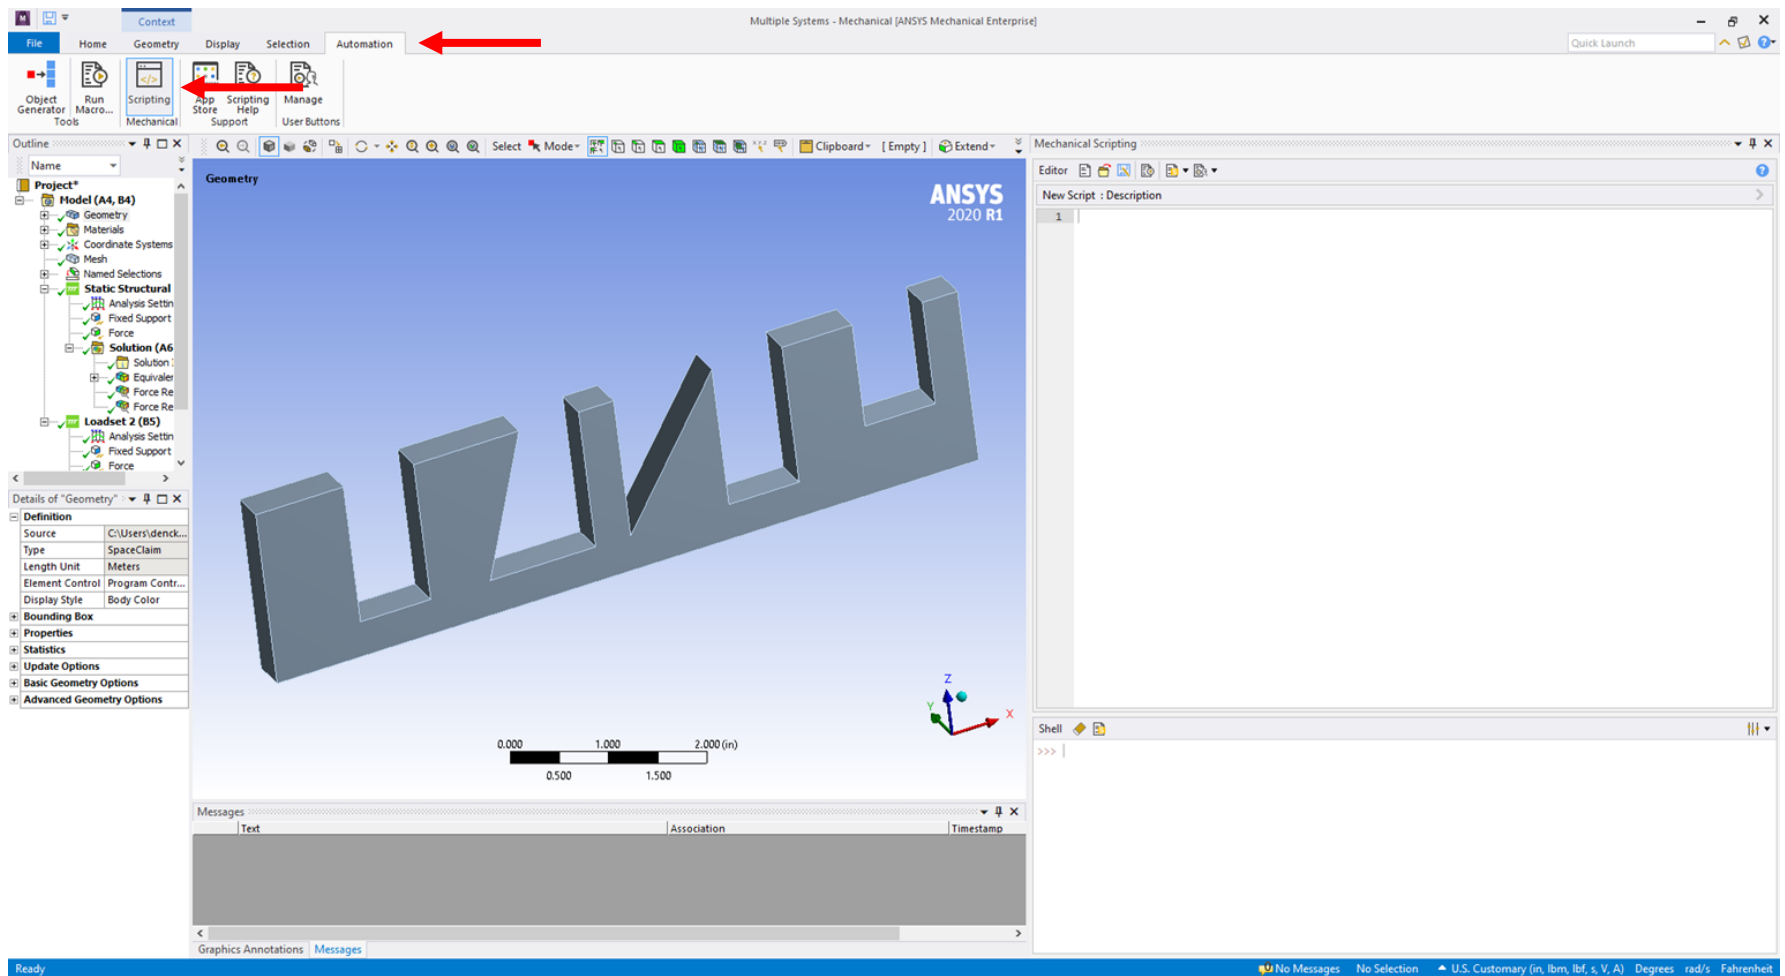 M
Context
Multiple Systems - Mechanical [ANSYS Mechanical Enterprise]
File Home Geometry Display Selection Automation
Quick Launch
Object Generator
Run Macro...
Scripting
App Store
Scripting Help
Manage
Tools Mechanical Support User Buttons
Outline
Name
Project*
Model (A4, B4)
Geometry
Materials
Coordinate Systems
Mesh
Named Selections
Static Structural
Analysis Settin
Fixed Support
Force
Solution (A6
Solution
Equivaler
Force Re
Force Re
Loadset 2 (B5)
Analysis Settin
Fixed Support
Force
Details of "Geometry"
Definition
Source C:\Users\denck...
Type SpaceClaim
Length Unit Meters
Element Control Program Contr...
Display Style Body Color
Bounding Box
Properties
Statistics
Update Options
Basic Geometry Options
Advanced Geometry Options
Select Mode Clipboard [ Empty ] Extend
Geometry
ANSYS
2020 R1
Z
Y
X
0.000 1.000 2.000 (in)
0.500 1.500
Messages
Text Association Timestamp
Graphics Annotations Messages
Mechanical Scripting
Editor
New Script : Description
1
Shell
>>>
Ready
No Messages No Selection U.S. Customary (in, lbm, lbf, s, V, A) Degrees rad/s Fahrenheit